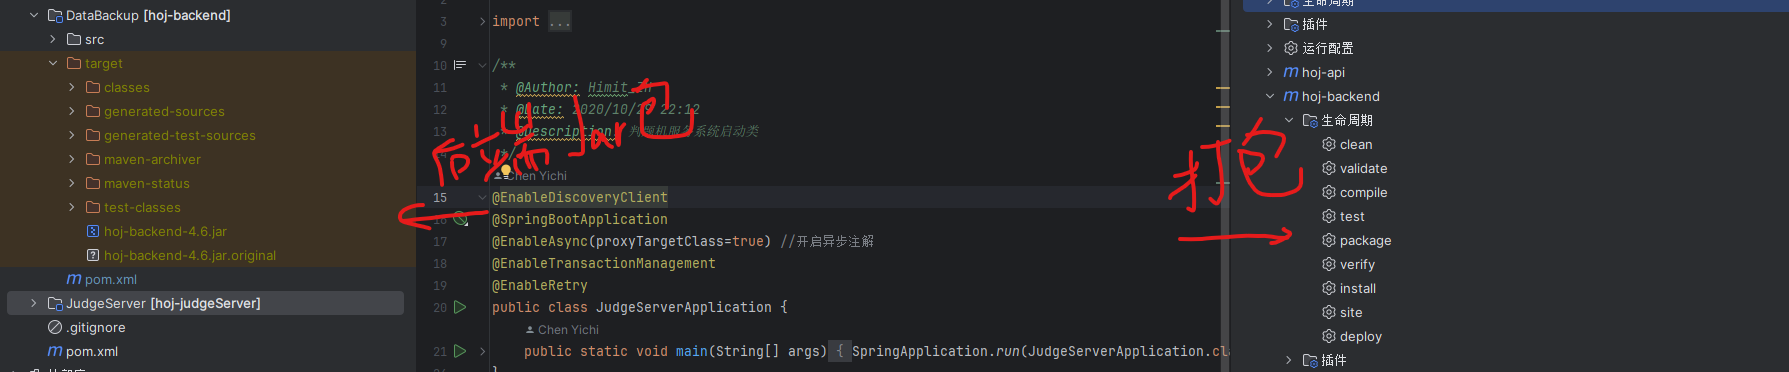 DataBackup [hoj-backend]
src
target
classes
generated-sources
generated-test-sources
maven-archiver
maven-status
test-classes
hoj-backend-4.6.jar
hoj-backend-4.6.jar.original
pom.xml
JudgeServer [hoj-judgeServer]
.gitignore
pom.xml
3 import ...
9
10 /**
11 * @Author: Himit_ZH
12 * @Date: 2020/10/29 22:12
13 * @Description: 判题机服务系统启动类
*/
Chen Yichi
15 @EnableDiscoveryClient
16 @SpringBootApplication
17 @EnableAsync(proxyTargetClass=true) //开启异步注解
18 @EnableTransactionManagement
19 @EnableRetry
20 public class JudgeServerApplication {
Chen Yichi
21 public static void main(String[] args) { SpringApplication.run(JudgeServerApplication.cla
后端Jar包
打包
生命周期
插件
运行配置
hoj-api
hoj-backend
生命周期
clean
validate
compile
test
package
verify
install
site
deploy
插件